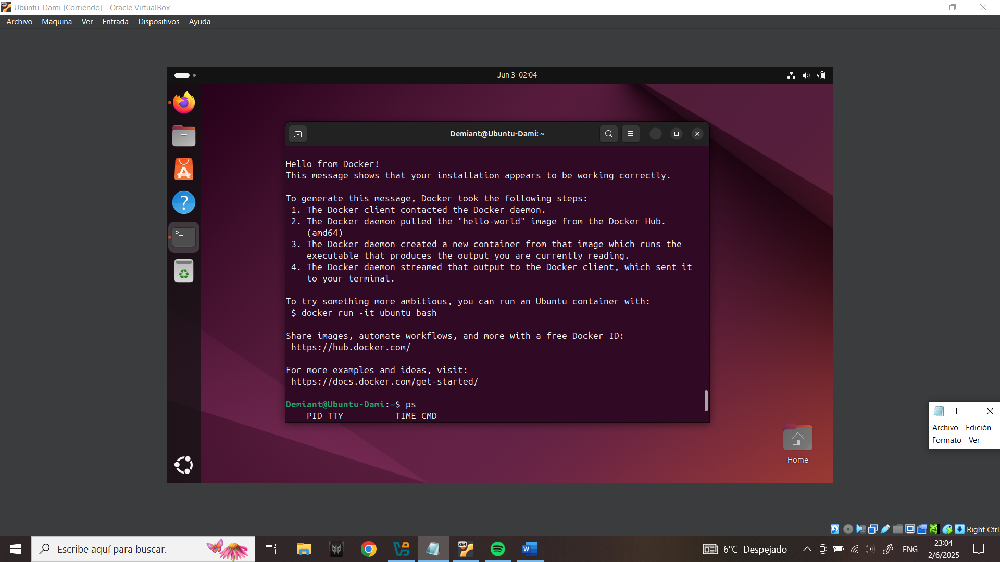 Ubuntu-Dami [Corriendo] - Oracle VirtualBox
Archivo Máquina Ver Entrada Dispositivos Ayuda
Jun 3 02:04
Demiant@Ubuntu-Dami: ~
Hello from Docker!
This message shows that your installation appears to be working correctly.
To generate this message, Docker took the following steps:
1. The Docker client contacted the Docker daemon.
2. The Docker daemon pulled the "hello-world" image from the Docker Hub.
(amd64)
3. The Docker daemon created a new container from that image which runs the
executable that produces the output you are currently reading.
4. The Docker daemon streamed that output to the Docker client, which sent it
to your terminal.
To try something more ambitious, you can run an Ubuntu container with:
$ docker run -it ubuntu bash
Share images, automate workflows, and more with a free Docker ID:
https://hub.docker.com/
For more examples and ideas, visit:
https://docs.docker.com/get-started/
Demiant@Ubuntu-Dami:~$ ps
PID TTY TIME CMD
Home
Archivo Edición
Formato Ver
Right Ctrl
Escribe aquí para buscar.
x64
W
6°C Despejado
ENG
23:04
2/6/2025